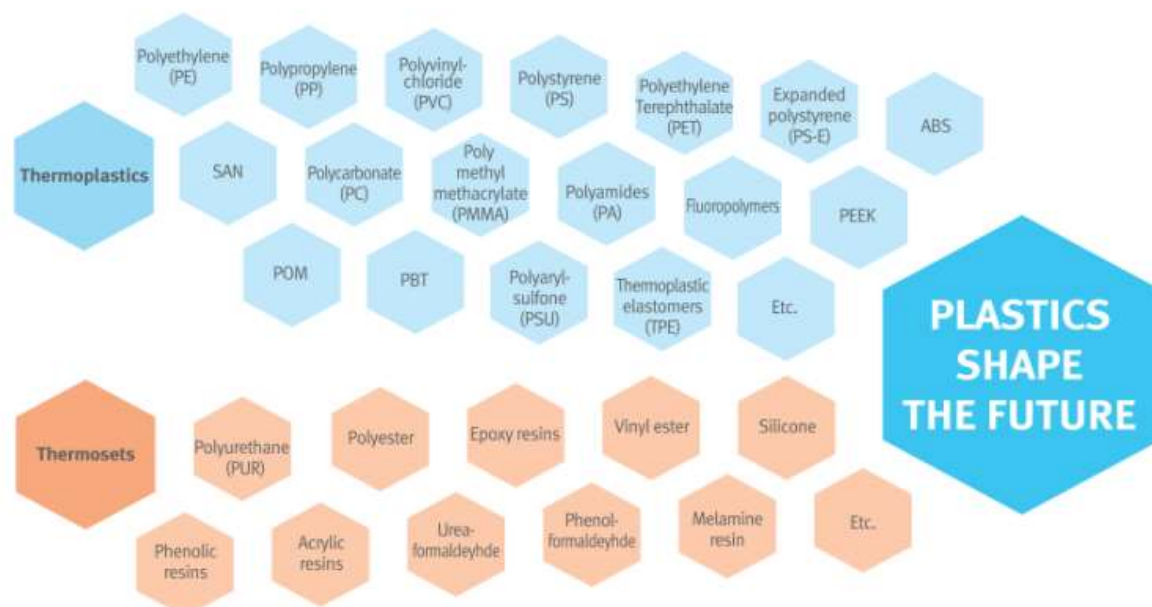 Polyethylene
(PE)
Polypropylene
(PP)
Polyvinyl-
chloride
(PVC)
Polystyrene
(PS)
Polyethylene
Terephthalate
(PET)
Expanded
polystyrene
(PS-E)
ABS
Thermoplastics
SAN
Polycarbonate
(PC)
Poly
methyl
methacrylate
(PMMA)
Polyamides
(PA)
Fluoropolymers
PEEK
POM
PBT
Polyaryl-
sulfone
(PSU)
Thermoplastic
elastomers
(TPE)
Etc.
PLASTICS
SHAPE
THE FUTURE
Thermosets
Polyurethane
(PUR)
Polyester
Epoxy resins
Vinyl ester
Silicone
Phenolic
resins
Acrylic
resins
Urea-
formaldeyhde
Phenol-
formaldeyhde
Melamine
resin
Etc.